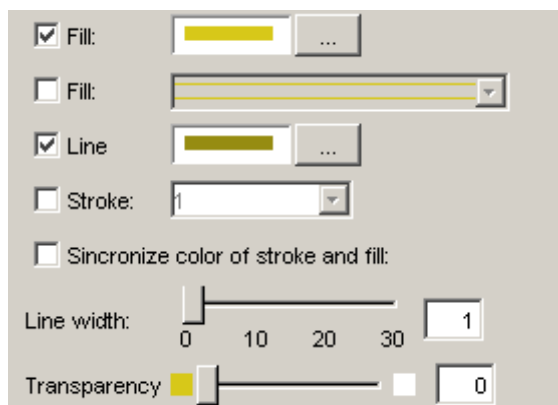 Fill: ...
Fill:
Line ...
Stroke: 1
Sincronize color of stroke and fill:
Line width: 1
0 10 20 30
Transparency 0